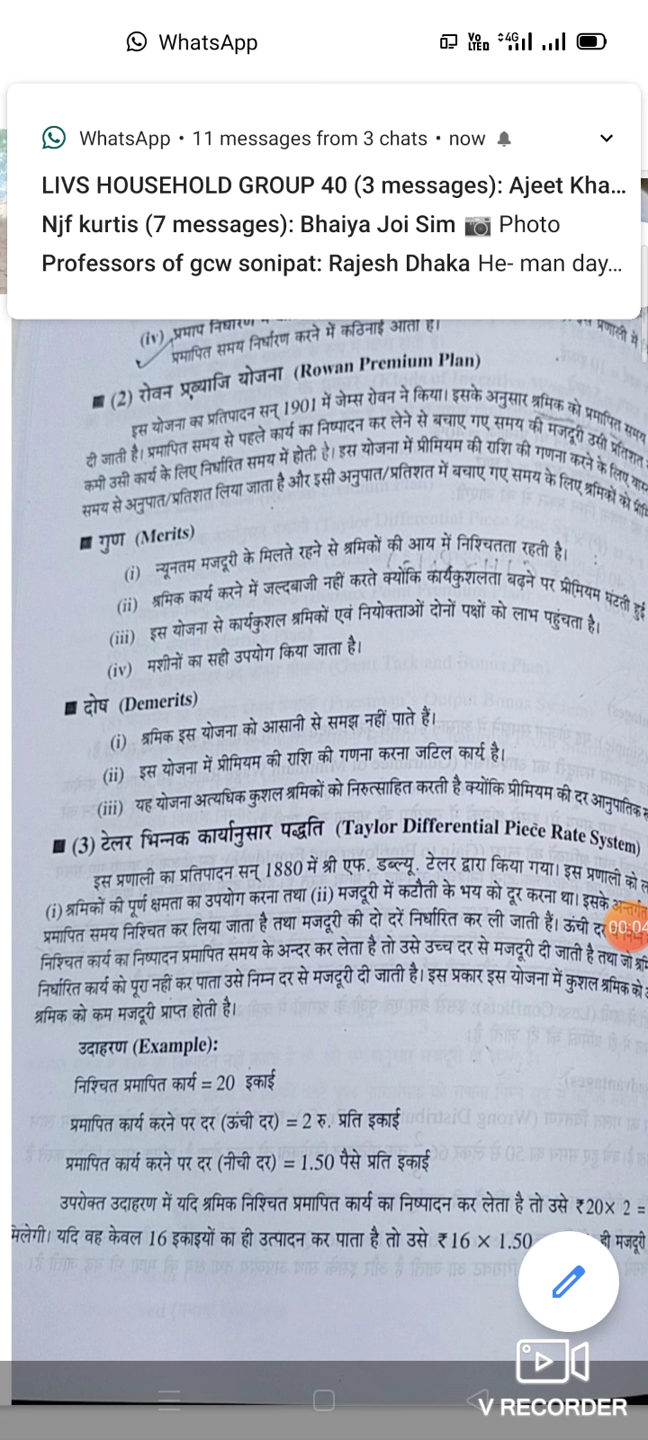 WhatsApp
Vo LTED 4G
WhatsApp • 11 messages from 3 chats • now
LIVS HOUSEHOLD GROUP 40 (3 messages): Ajeet Kha...
Njf kurtis (7 messages): Bhaiya Joi Sim 📷 Photo
Professors of gcw sonipat: Rajesh Dhaka He- man day...
(iv) प्रमाप निर्धारण
प्रणाली में
प्रमापित समय निर्धारण करने में कठिनाई आती है।
■ (2) रोवन प्रव्याजि योजना (Rowan Premium Plan)
इस योजना का प्रतिपादन सन् 1901 में जेम्स रोवन ने किया। इसके अनुसार श्रमिक को प्रमापित समय
दी जाती है। प्रमापित समय से पहले कार्य का निष्पादन कर लेने से बचाए गए समय की मजदूरी उसी प्रतिशत
कमी उसी कार्य के लिए निर्धारित समय में होती है। इस योजना में प्रीमियम की राशि की गणना करने के लिए
समय से अनुपात/प्रतिशत लिया जाता है और इसी अनुपात/प्रतिशत में बचाए गए समय के लिए श्रमिकों को
■ गुण (Merits)
(i) न्यूनतम मजदूरी के मिलते रहने से श्रमिकों की आय में निश्चितता रहती है।
(ii) श्रमिक कार्य करने में जल्दबाजी नहीं करते क्योंकि कार्यकुशलता बढ़ने पर प्रीमियम घटती हुई
(iii) इस योजना से कार्यकुशल श्रमिकों एवं नियोक्ताओं दोनों पक्षों को लाभ पहुंचता है।
(iv) मशीनों का सही उपयोग किया जाता है।
■ दोष (Demerits)
(i) श्रमिक इस योजना को आसानी से समझ नहीं पाते हैं।
(ii) इस योजना में प्रीमियम की राशि की गणना करना जटिल कार्य है।
(iii) यह योजना अत्यधिक कुशल श्रमिकों को निरुत्साहित करती है क्योंकि प्रीमियम की दर आनुपातिक
■ (3) टेलर भिन्नक कार्यानुसार पद्धति (Taylor Differential Piece Rate System)
इस प्रणाली का प्रतिपादन सन् 1880 में श्री एफ. डब्ल्यू. टेलर द्वारा किया गया। इस प्रणाली को
(i) श्रमिकों की पूर्ण क्षमता का उपयोग करना तथा (ii) मजदूरी में कटौती के भय को दूर करना था। इसके अन्तर्गत
प्रमापित समय निश्चित कर लिया जाता है तथा मजदूरी की दो दरें निर्धारित कर ली जाती हैं। ऊंची
00:04
निश्चित कार्य का निष्पादन प्रमापित समय के अन्दर कर लेता है तो उसे उच्च दर से मजदूरी दी जाती है तथा जो
निर्धारित कार्य को पूरा नहीं कर पाता उसे निम्न दर से मजदूरी दी जाती है। इस प्रकार इस योजना में कुशल श्रमिक को
श्रमिक को कम मजदूरी प्राप्त होती है।
उदाहरण (Example):
निश्चित प्रमापित कार्य = 20 इकाई
प्रमापित कार्य करने पर दर (ऊंची दर) = 2 रु. प्रति इकाई
प्रमापित कार्य करने पर दर (नीची दर) = 1.50 पैसे प्रति इकाई
उपरोक्त उदाहरण में यदि श्रमिक निश्चित प्रमापित कार्य का निष्पादन कर लेता है तो उसे ₹20× 2 =
मिलेगी। यदि वह केवल 16 इकाइयों का ही उत्पादन कर पाता है तो उसे ₹16 × 1.50 ही मजदूरी
V RECORDER